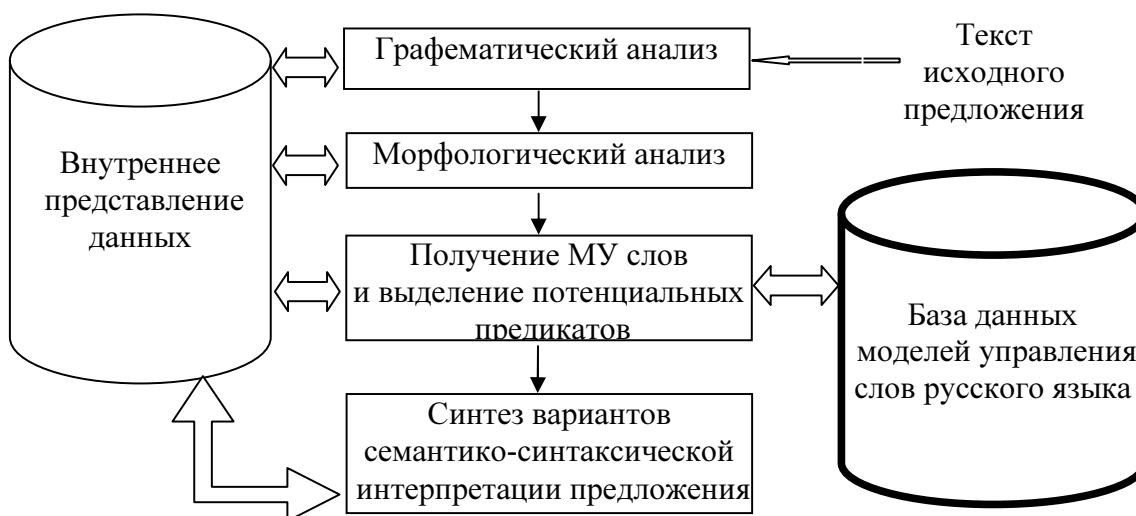 Графематический анализ
Текст
исходного
предложения
Внутреннее
представление
данных
Морфологический анализ
Получение МУ слов
и выделение потенциальных
предикатов
База данных
моделей управления
слов русского языка
Синтез вариантов
семантико-синтаксической
интерпретации предложения